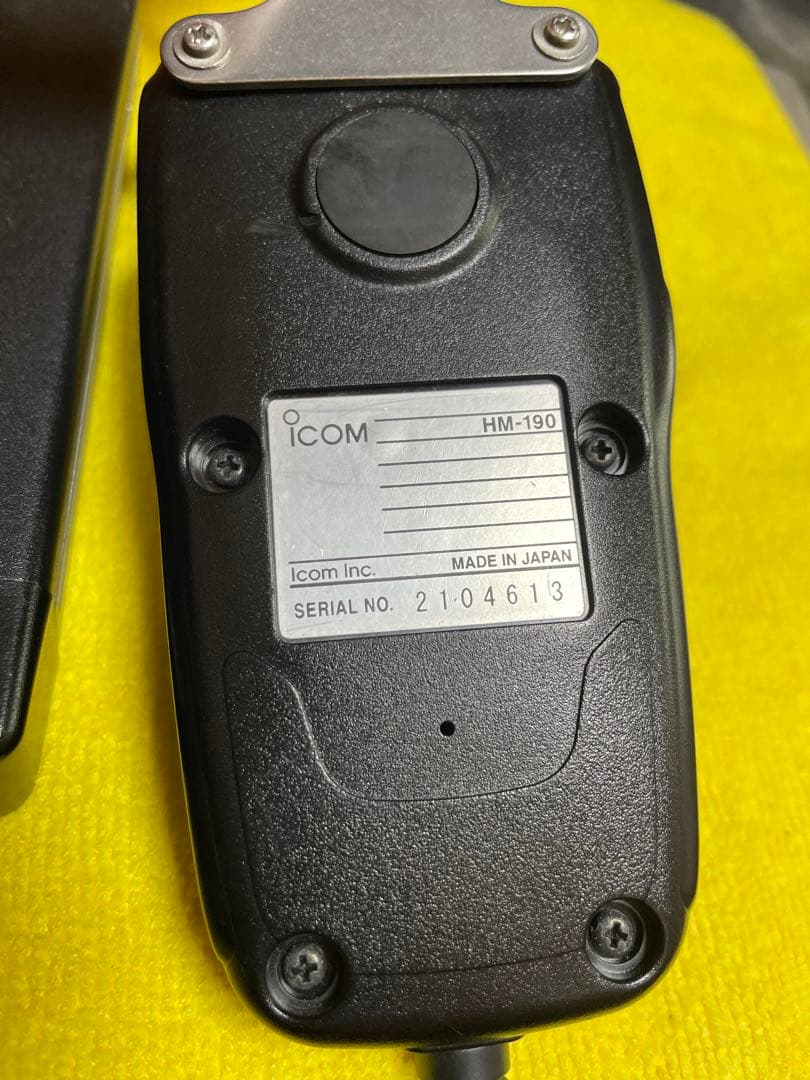 ICOM HM-190
Icom Inc. MADE IN JAPAN
SERIAL NO. 2104613